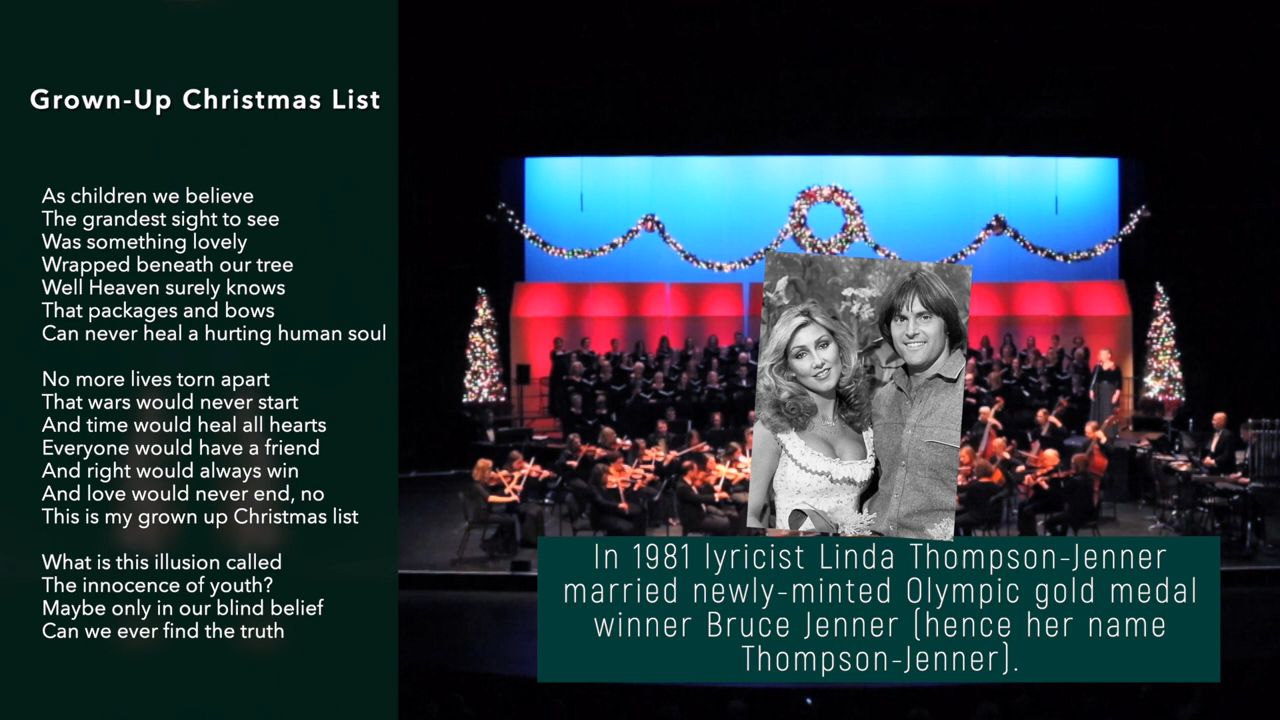 Grown-Up Christmas List
As children we believe
The grandest sight to see
Was something lovely
Wrapped beneath our tree
Well Heaven surely knows
That packages and bows
Can never heal a hurting human soul
No more lives torn apart
That wars would never start
And time would heal all hearts
Everyone would have a friend
And right would always win
And love would never end, no
This is my grown up Christmas list
What is this illusion called
The innocence of youth?
Maybe only in our blind belief
Can we ever find the truth
In 1981 lyricist Linda Thompson-Jenner
married newly-minted Olympic gold medal
winner Bruce Jenner (hence her name
Thompson-Jenner).